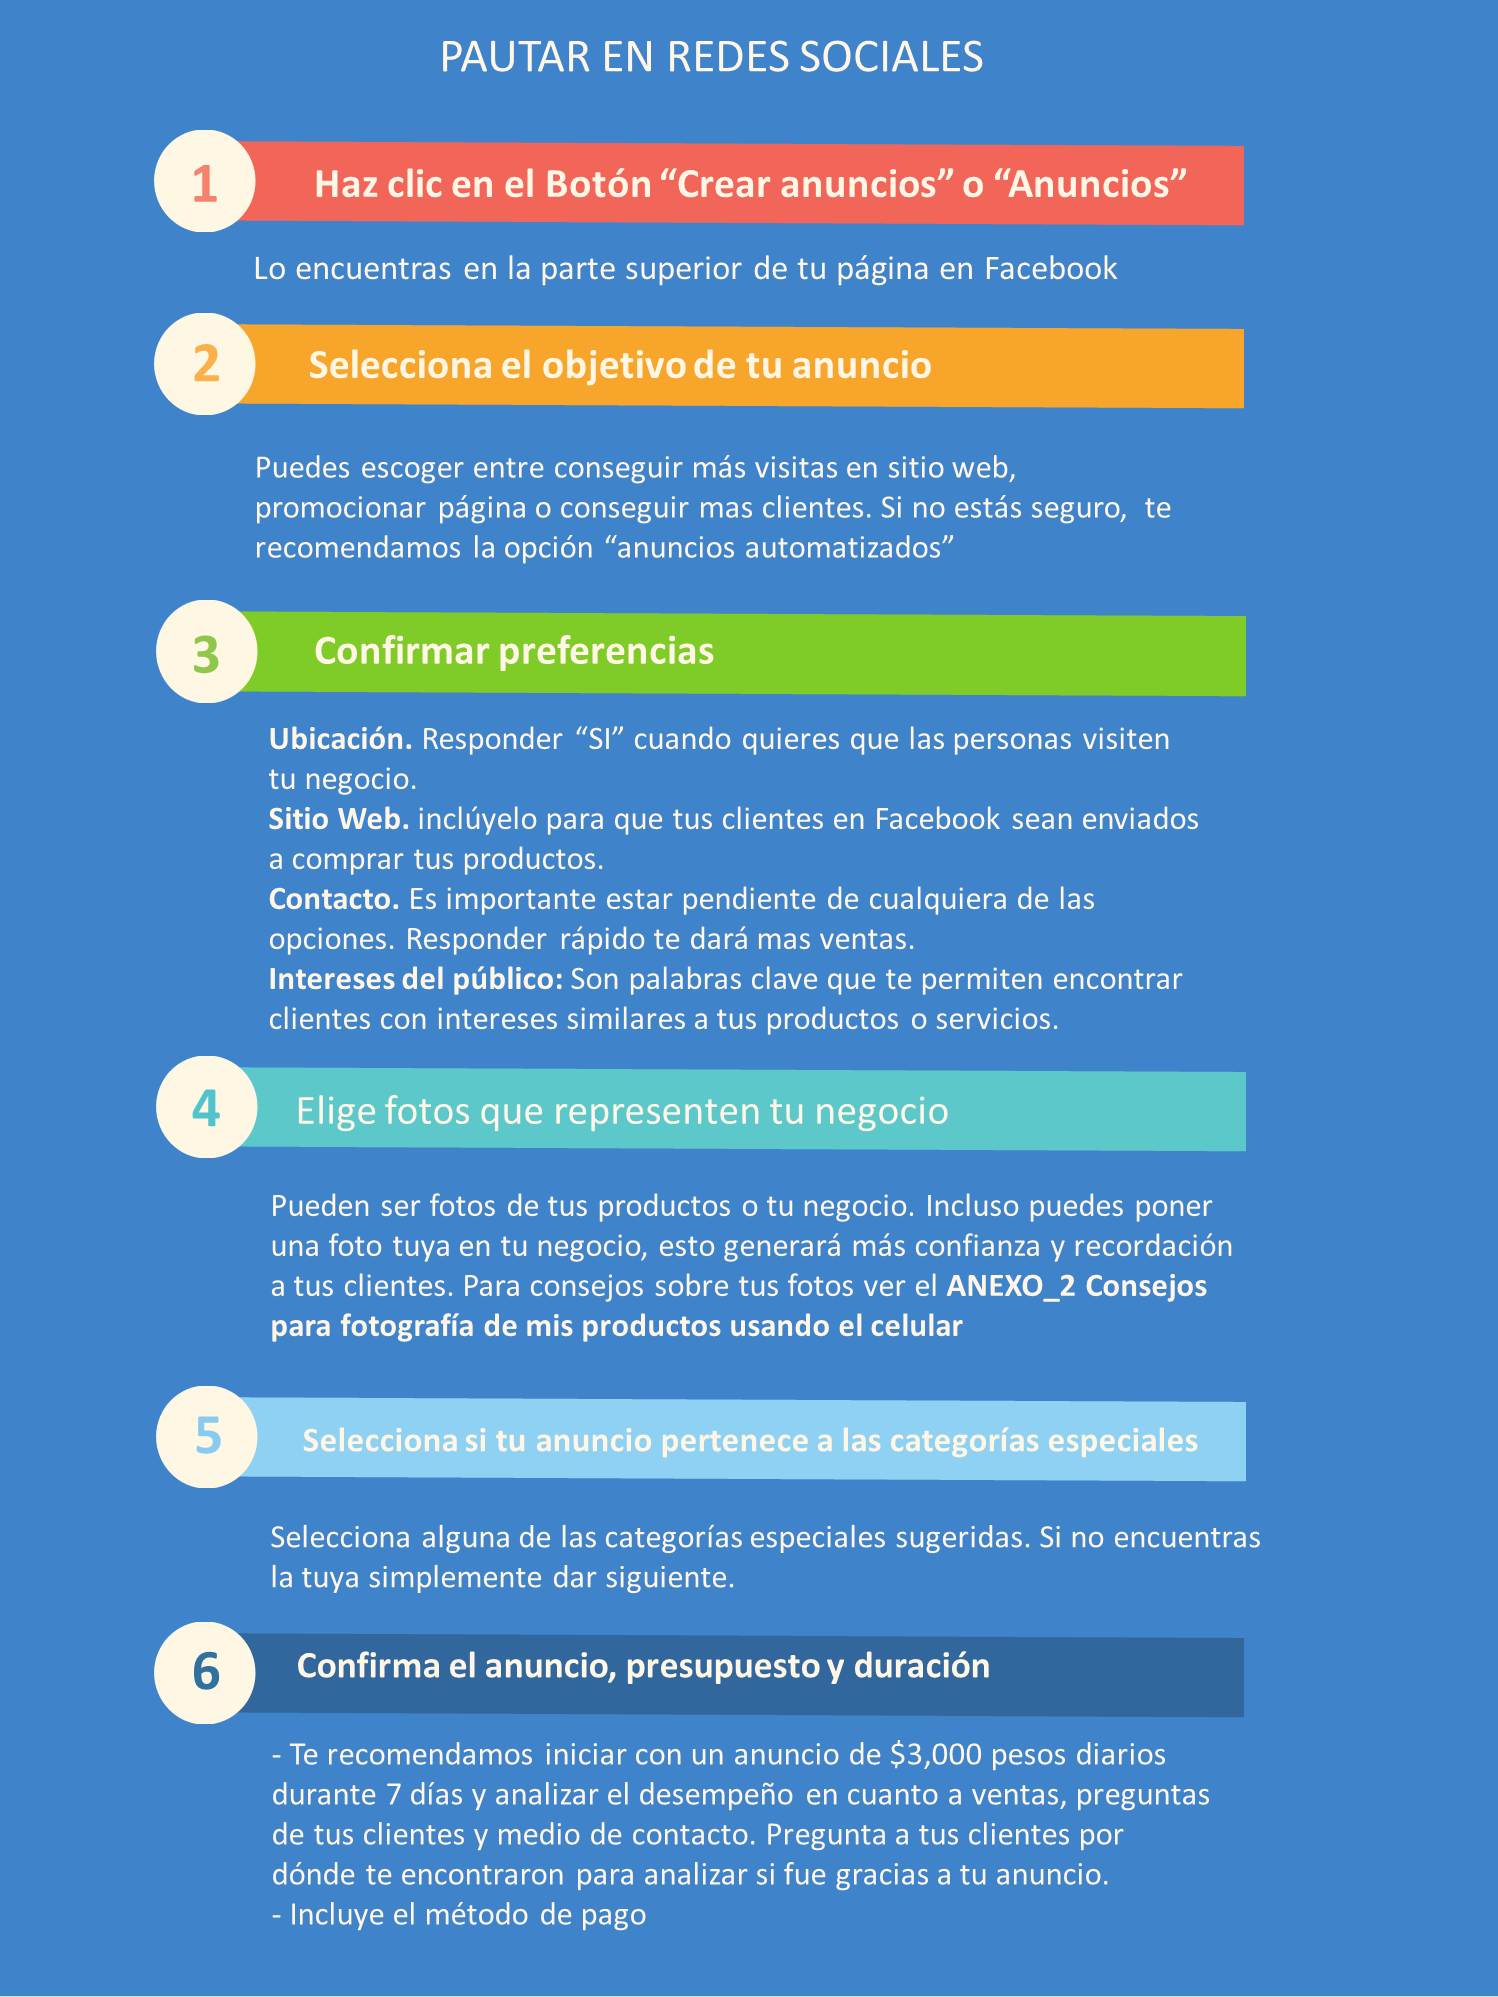 PAUTAR EN REDES SOCIALES
1
Haz clic en el Botón “Crear anuncios” o “Anuncios”
Lo encuentras en la parte superior de tu página en Facebook
2
Selecciona el objetivo de tu anuncio
Puedes escoger entre conseguir más visitas en sitio web,
promocionar página o conseguir mas clientes. Si no estás seguro, te
recomendamos la opción “anuncios automatizados”
3
Confirmar preferencias
Ubicación. Responder “SI” cuando quieres que las personas visiten
tu negocio.
Sitio Web. inclúyelo para que tus clientes en Facebook sean enviados
a comprar tus productos.
Contacto. Es importante estar pendiente de cualquiera de las
opciones. Responder rápido te dará mas ventas.
Intereses del público: Son palabras clave que te permiten encontrar
clientes con intereses similares a tus productos o servicios.
4
Elige fotos que representen tu negocio
Pueden ser fotos de tus productos o tu negocio. Incluso puedes poner
una foto tuya en tu negocio, esto generará más confianza y recordación
a tus clientes. Para consejos sobre tus fotos ver el ANEXO_2 Consejos
para fotografía de mis productos usando el celular
5
Selecciona si tu anuncio pertenece a las categorías especiales
Selecciona alguna de las categorías especiales sugeridas. Si no encuentras
la tuya simplemente dar siguiente.
6
Confirma el anuncio, presupuesto y duración
- Te recomendamos iniciar con un anuncio de $3,000 pesos diarios
durante 7 días y analizar el desempeño en cuanto a ventas, preguntas
de tus clientes y medio de contacto. Pregunta a tus clientes por
dónde te encontraron para analizar si fue gracias a tu anuncio.
- Incluye el método de pago